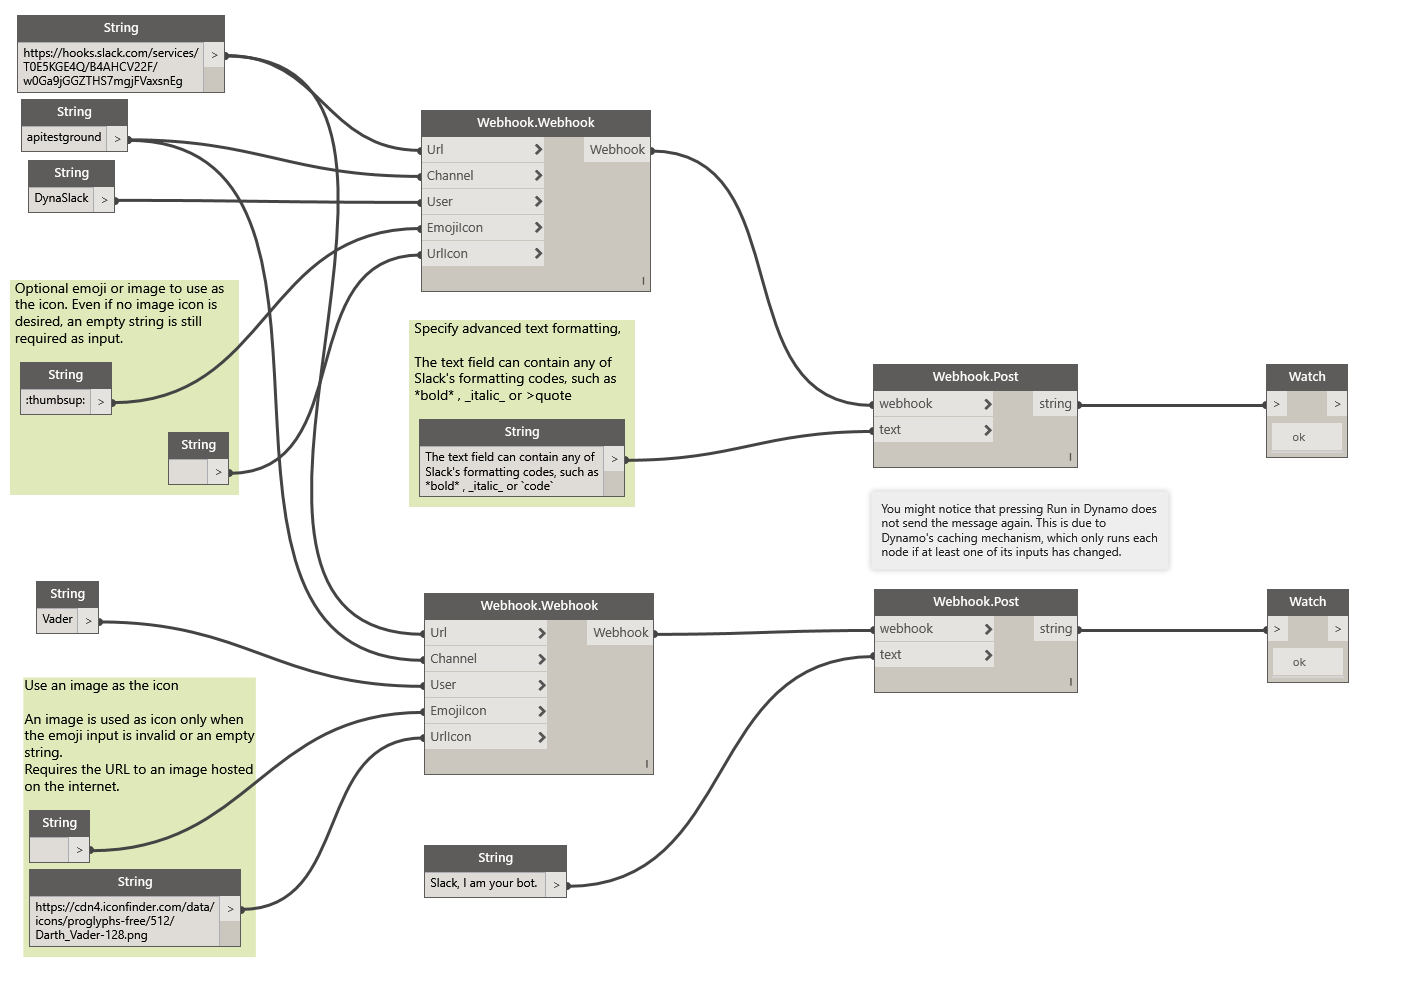 String
https://hooks.slack.com/services/
T0E5KGE4Q/B4AHCV22F/
w0Ga9jGGZTHS7mgjFVaxsnEg
>
String
apitestground
>
String
DynaSlack
>
Webhook.Webhook
Url
Channel
User
EmojiIcon
UrlIcon
Webhook
l
Optional emoji or image to use as
the icon. Even if no image icon is
desired, an empty string is still
required as input.
String
:thumbsup:
>
String
>
Specify advanced text formatting,
The text field can contain any of
Slack's formatting codes, such as
*bold* , _italic_ or >quote
String
The text field can contain any of
Slack's formatting codes, such as
*bold* , _italic_ or `code`
>
Webhook.Post
webhook
text
string
l
Watch
>
>
ok
You might notice that pressing Run in Dynamo does
not send the message again. This is due to
Dynamo's caching mechanism, which only runs each
node if at least one of its inputs has changed.
String
Vader
>
Webhook.Webhook
Url
Channel
User
EmojiIcon
UrlIcon
Webhook
l
Webhook.Post
webhook
text
string
l
Watch
>
>
ok
Use an image as the icon
An image is used as icon only when
the emoji input is invalid or an empty
string.
Requires the URL to an image hosted
on the internet.
String
>
String
https://cdn4.iconfinder.com/data/
icons/proglyphs-free/512/
Darth_Vader-128.png
>
String
Slack, I am your bot.
>